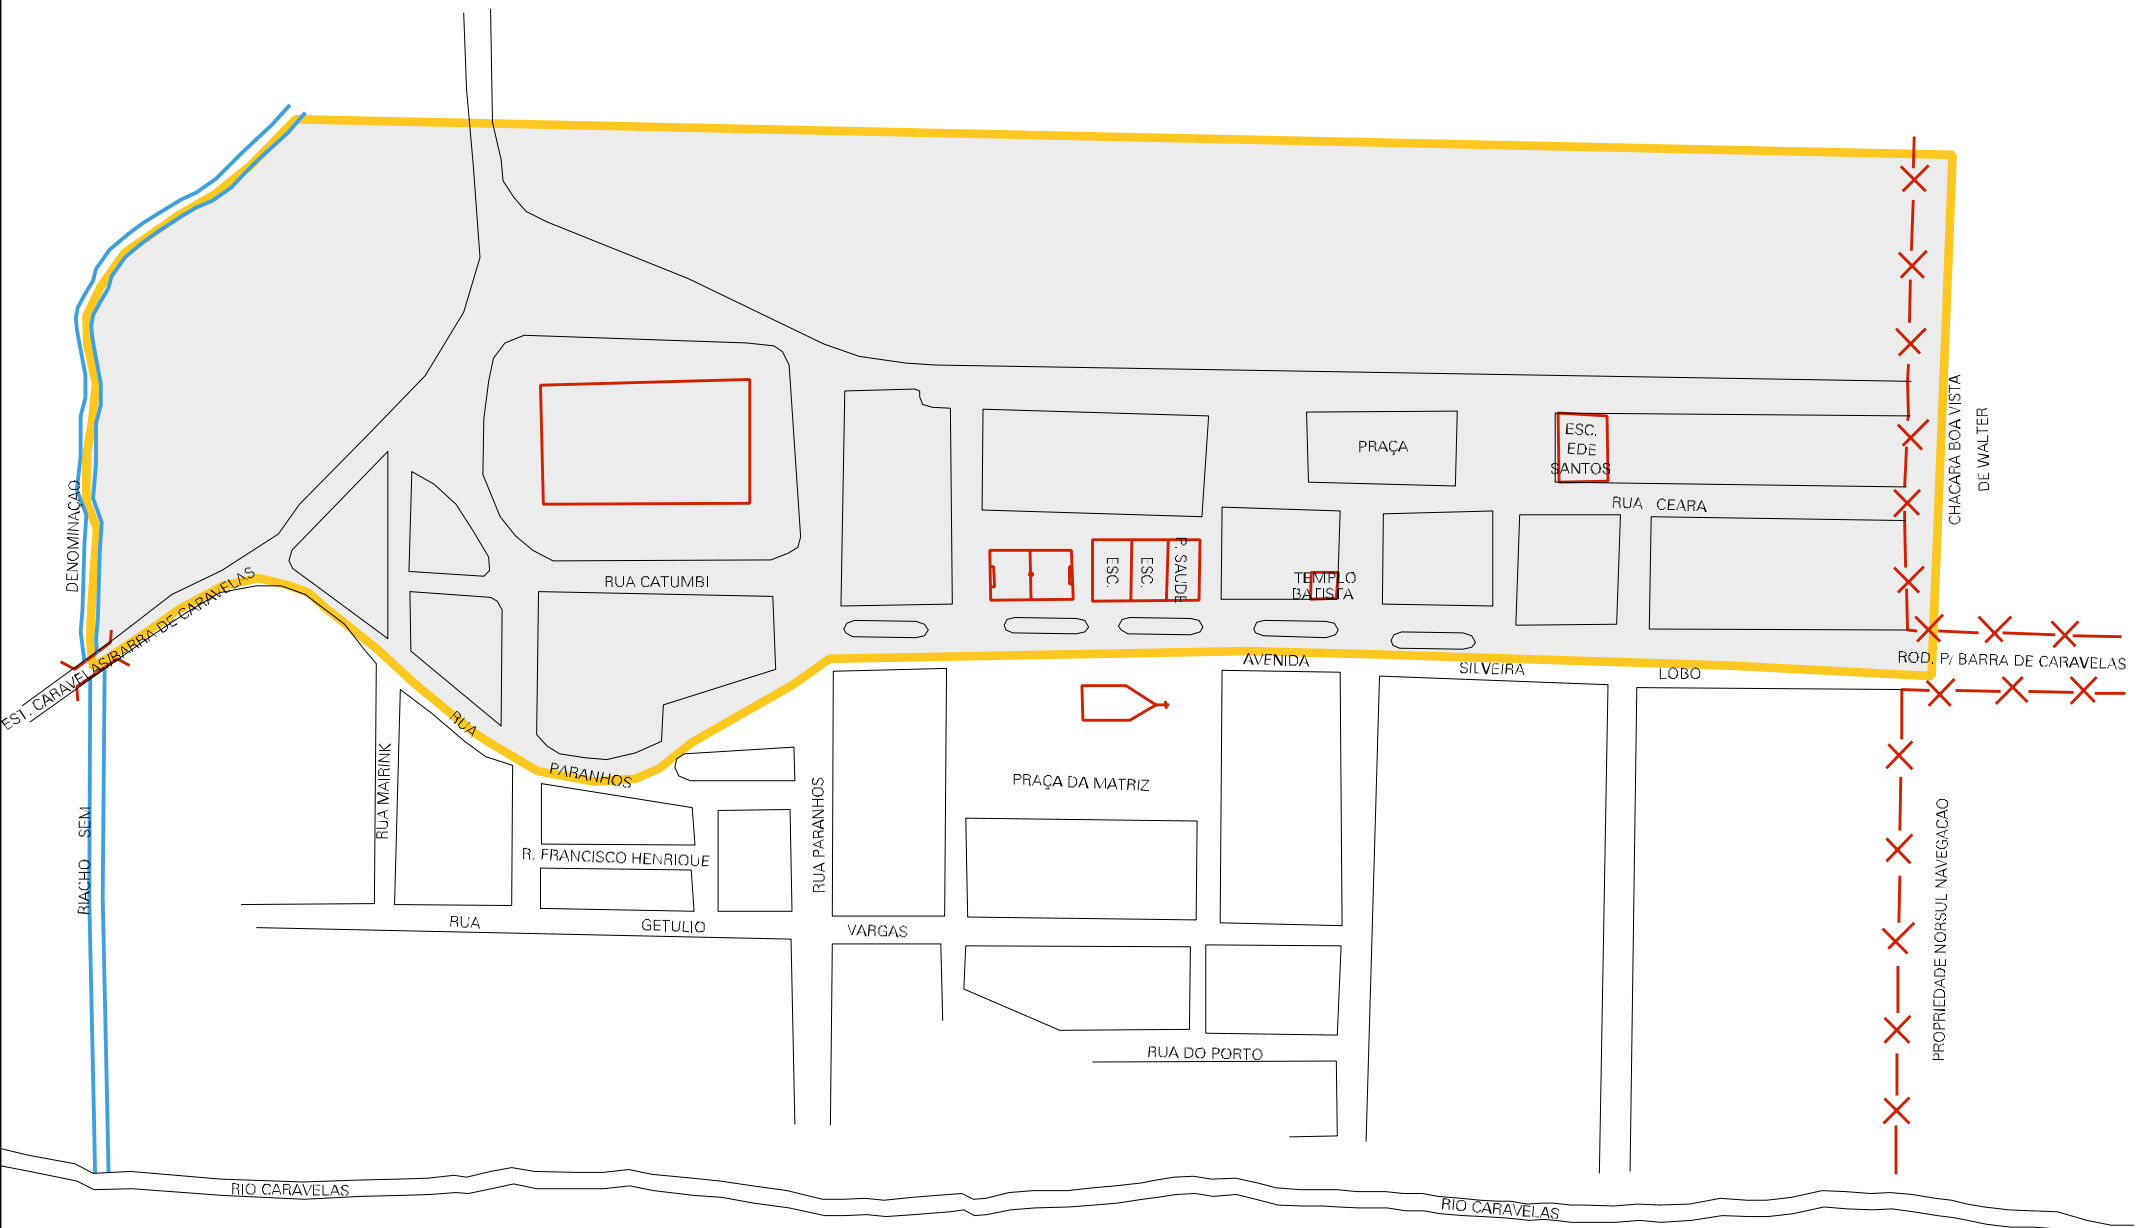 CHACARA BOA VISTA
DE WALTER
PRAÇA
ESC.
EDE
SANTOS
RUA CEARA
DENOMINAÇAO
RUA CATUMBI
ESC.
ESC.
P. SAUDE
TEMPLO
BATISTA
EST. CARAVELAS/BARRA DE CARAVELAS
AVENIDA
SILVEIRA
LOBO
ROD. P/ BARRA DE CARAVELAS
RUA
PARANHOS
RUA MAIRINK
RUA PARANHOS
PRAÇA DA MATRIZ
RIACHO SEM
R. FRANCISCO HENRIQUE
RUA
GETULIO
VARGAS
PROPRIEDADE NORSUL NAVEGACAO
RUA DO PORTO
RIO CARAVELAS
RIO CARAVELAS